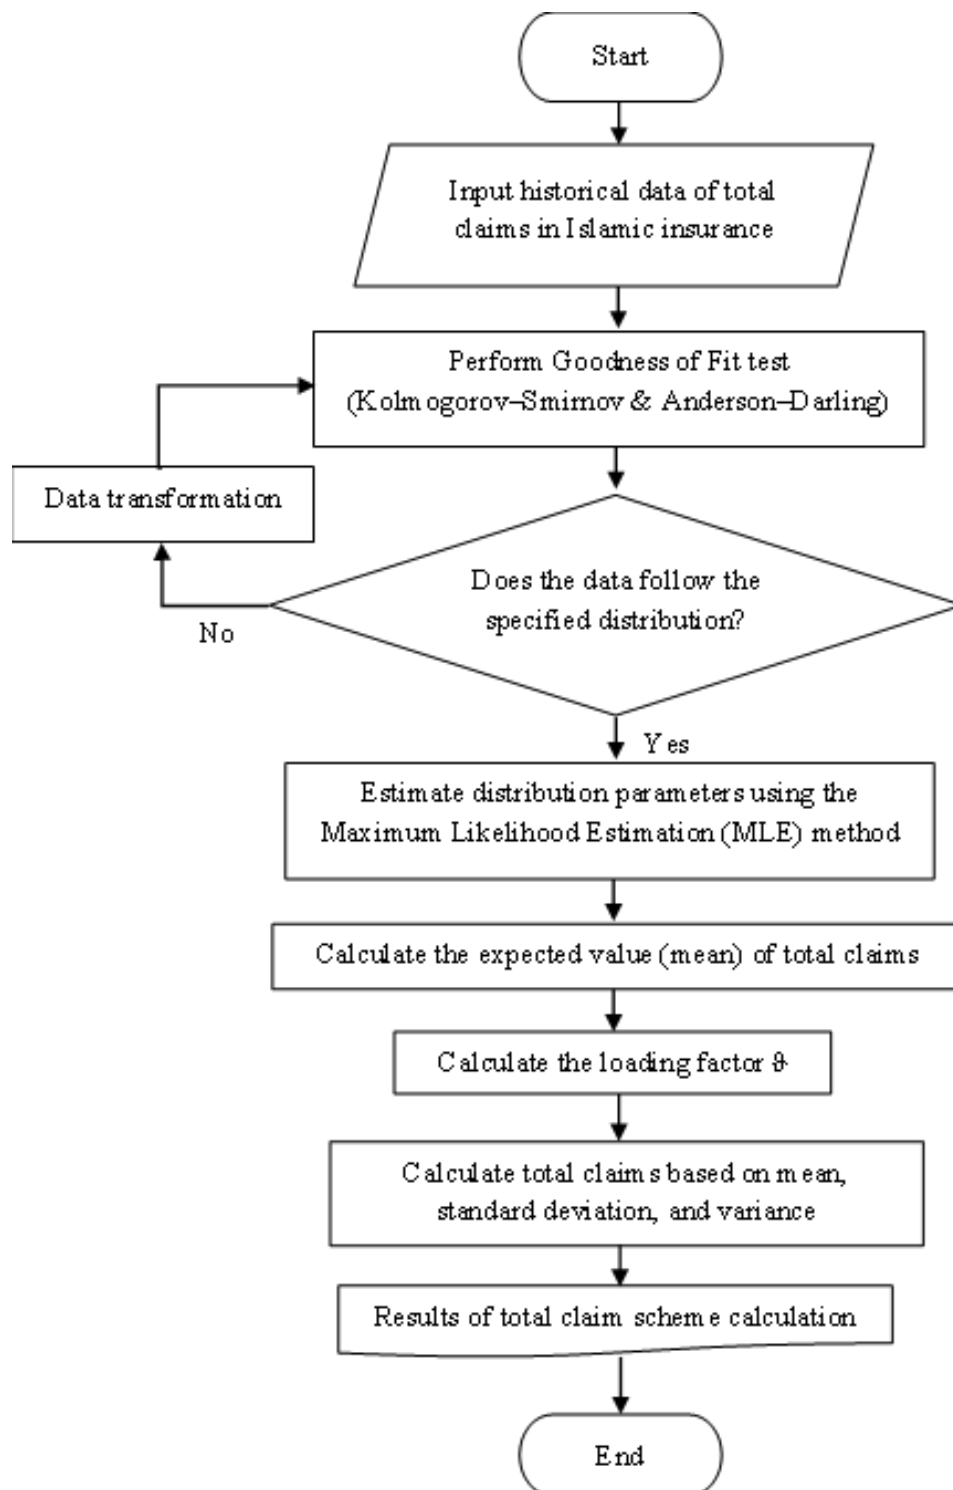 Start
Input historical data of total
claims in Islamic insurance
Perform Goodness of Fit test
(Kolmogorov–Smirnov & Anderson–Darling)
Data transformation
Does the data follow the
specified distribution?
No
Yes
Estimate distribution parameters using the
Maximum Likelihood Estimation (MLE) method
Calculate the expected value (mean) of total claims
Calculate the loading factor ϑ
Calculate total claims based on mean,
standard deviation, and variance
Results of total claim scheme calculation
End